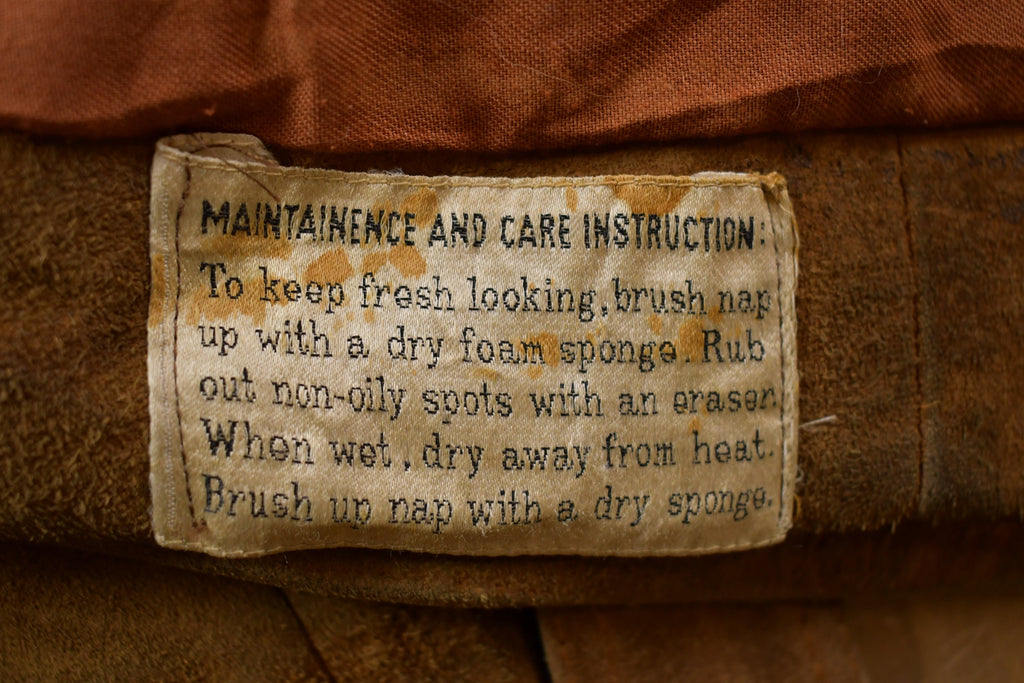 MAINTAINENCE AND CARE INSTRUCTION:
To keep fresh looking, brush nap
up with a dry foam sponge. Rub
out non-oily spots with an eraser.
When wet, dry away from heat.
Brush up nap with a dry sponge.